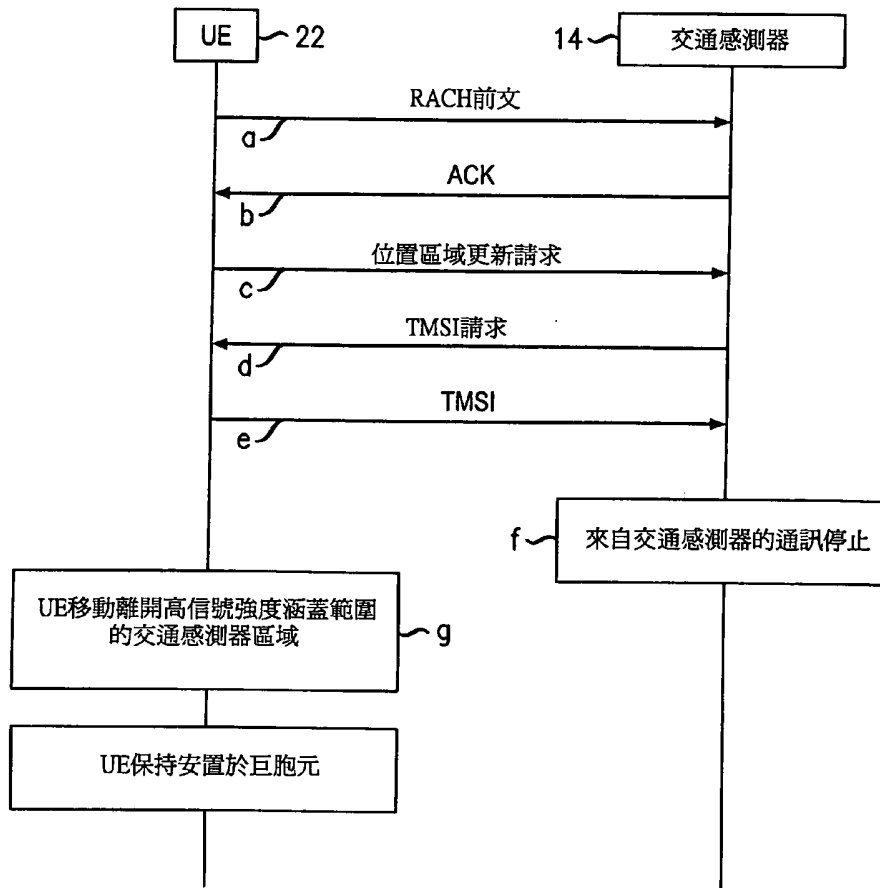 UE
22
14
交通感測器
RACH前文
a
ACK
b
位置區域更新請求
c
TMSI請求
d
TMSI
e
f
來自交通感測器的通訊停止
UE移動離開高信號強度涵蓋範圍
的交通感測器區域
g
UE保持安置於巨胞元